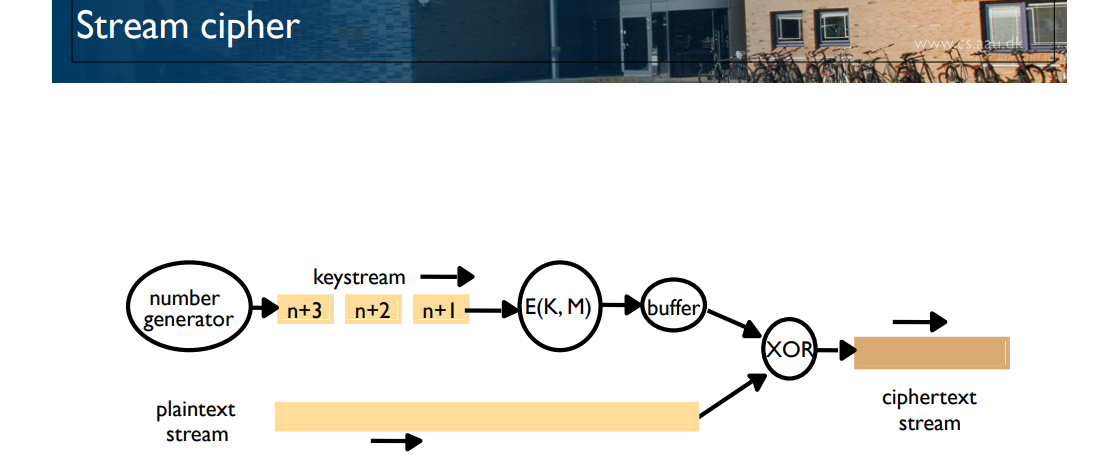 Stream cipher
www.cs.aau.dk
keystream
number
generator
n+3
n+2
n+1
E(K, M)
buffer
XOR
plaintext
stream
ciphertext
stream